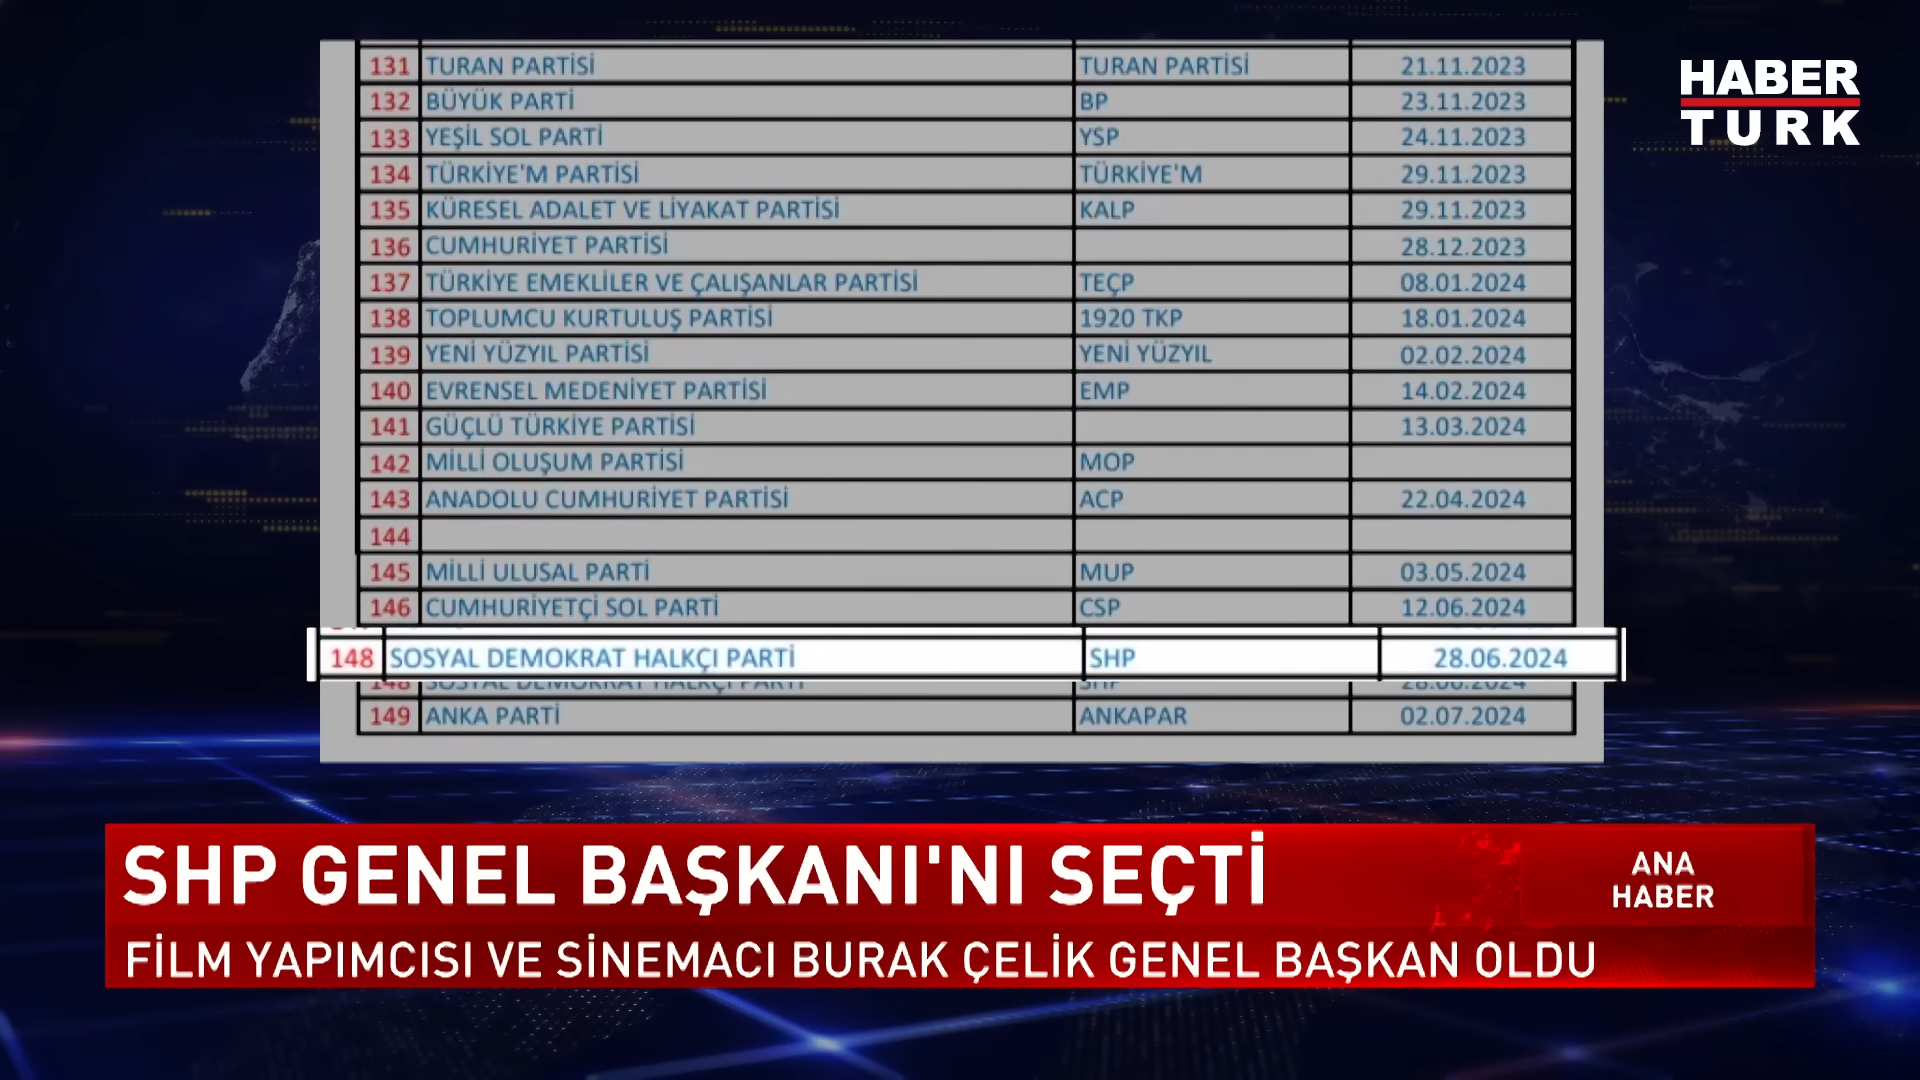 131 TURAN PARTİSİ TURAN PARTİSİ 21.11.2023
132 BÜYÜK PARTİ BP 23.11.2023
133 YEŞİL SOL PARTİ YSP 24.11.2023
134 TÜRKİYE'M PARTİSİ TÜRKİYE'M 29.11.2023
135 KÜRESEL ADALET VE LİYAKAT PARTİSİ KALP 29.11.2023
136 CUMHURİYET PARTİSİ 28.12.2023
137 TÜRKİYE EMEKLİLER VE ÇALIŞANLAR PARTİSİ TEÇP 08.01.2024
138 TOPLUMCU KURTULUŞ PARTİSİ 1920 TKP 18.01.2024
139 YENİ YÜZYIL PARTİSİ YENİ YÜZYIL 02.02.2024
140 EVRENSEL MEDENİYET PARTİSİ EMP 14.02.2024
141 GÜÇLÜ TÜRKİYE PARTİSİ 13.03.2024
142 MİLLİ OLUŞUM PARTİSİ MOP
143 ANADOLU CUMHURİYET PARTİSİ ACP 22.04.2024
144
145 MİLLİ ULUSAL PARTİ MUP 03.05.2024
146 CUMHURİYETÇİ SOL PARTİ CSP 12.06.2024
148 SOSYAL DEMOKRAT HALKÇI PARTİ SHP 28.06.2024
148 SOSYAL DEMOKRAT HALKÇI PARTİ SHP 28.06.2024
149 ANKA PARTİ ANKAPAR 02.07.2024
HABER
TURK
SHP GENEL BAŞKANI'NI SEÇTİ
FİLM YAPIMCISI VE SİNEMACI BURAK ÇELİK GENEL BAŞKAN OLDU
ANA
HABER